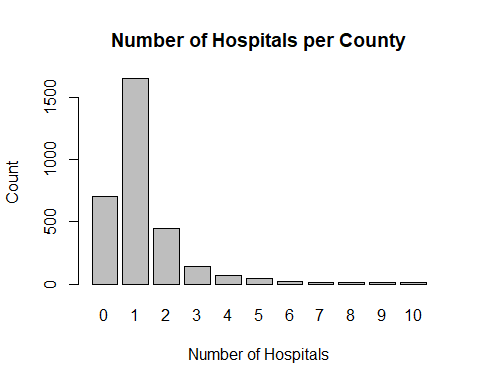 Number of Hospitals per County
Count
1500
1000
500
0
0 1 2 3 4 5 6 7 8 9 10
Number of Hospitals